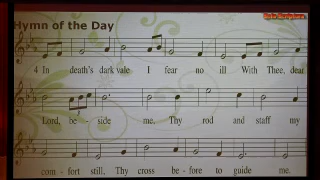 Hymn of the Day
4 In death's dark vale I fear no ill With Thee, dear
Lord, be - side me, Thy rod and staff my
com - fort still, Thy cross be - fore to guide me.